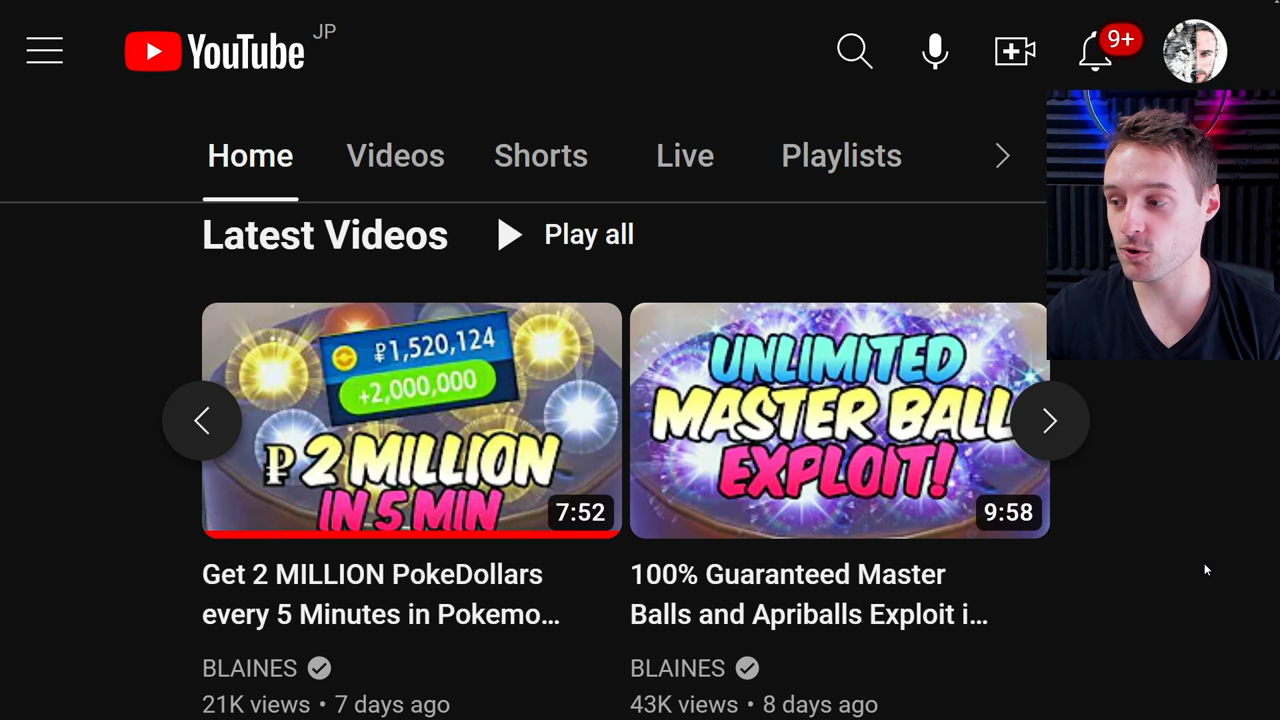 YouTube JP
9+
Home Videos Shorts Live Playlists
Latest Videos Play all
₽1,520,124
+2,000,000
₽2 MILLION
IN 5 MIN
7:52
UNLIMITED
MASTER BALL
EXPLOIT!
9:58
Get 2 MILLION PokeDollars
every 5 Minutes in Pokemo...
BLAINES
21K views • 7 days ago
100% Guaranteed Master
Balls and Apriballs Exploit i...
BLAINES
43K views • 8 days ago